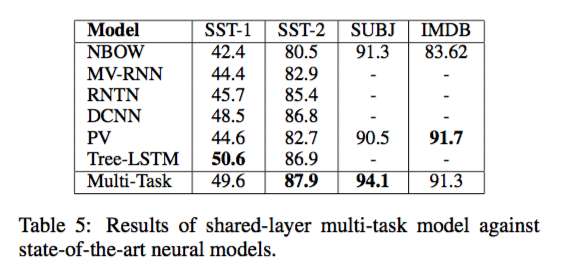 Model SST-1 SST-2 SUBJ IMDB
NBOW 42.4 80.5 91.3 83.62
MV-RNN 44.4 82.9 - -
RNTN 45.7 85.4 - -
DCNN 48.5 86.8 - -
PV 44.6 82.7 90.5 91.7
Tree-LSTM 50.6 86.9 - -
Multi-Task 49.6 87.9 94.1 91.3
Table 5: Results of shared-layer multi-task model against
state-of-the-art neural models.